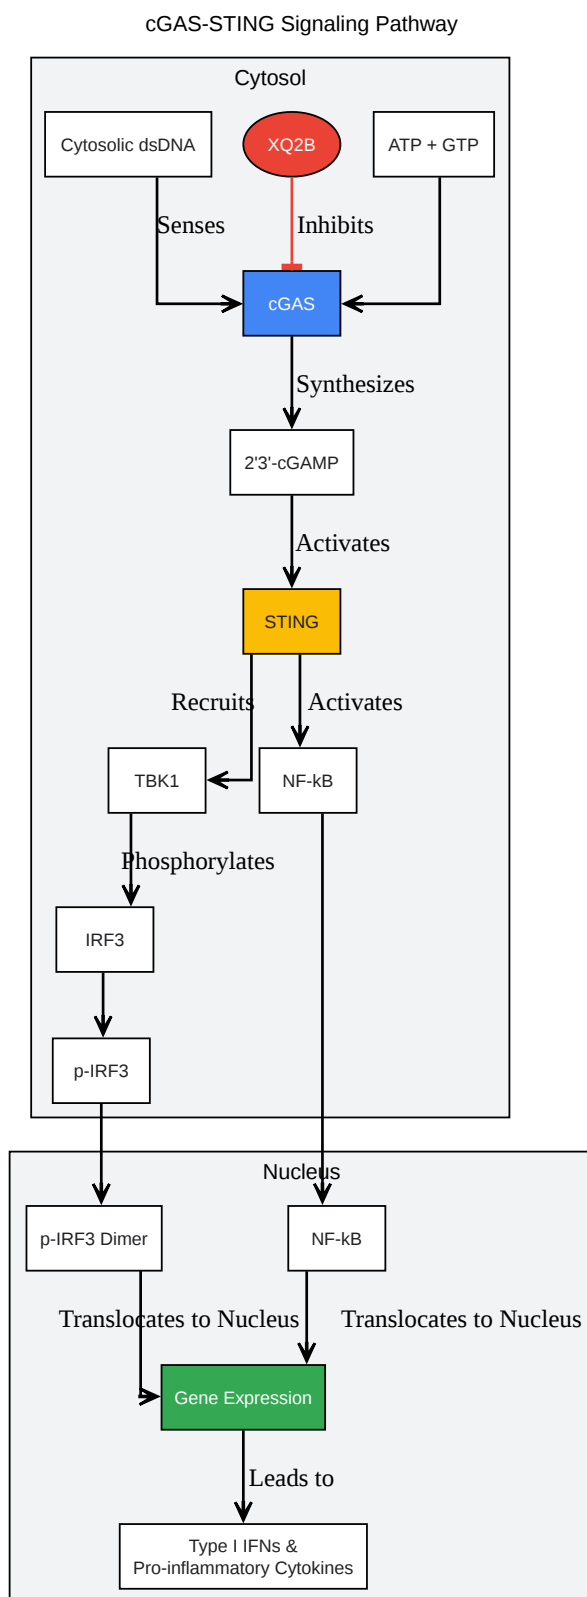 cGAS-STING Signaling Pathway
Cytosol
Cytosolic dsDNA
XQ2B
ATP + GTP
Senses
Inhibits
cGAS
Synthesizes
2'3'-cGAMP
Activates
STING
Recruits
Activates
TBK1
NF-kB
Phosphorylates
IRF3
p-IRF3
Nucleus
p-IRF3 Dimer
NF-kB
Translocates to Nucleus
Translocates to Nucleus
Gene Expression
Leads to
Type I IFNs &
Pro-inflammatory Cytokines